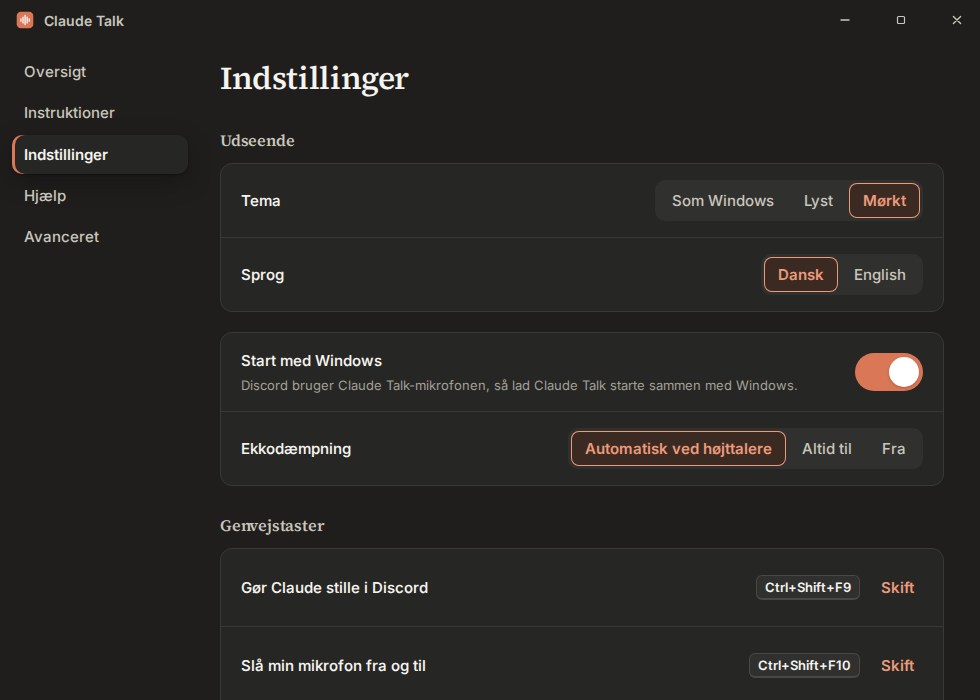 Claude Talk
Oversigt
Instruktioner
Indstillinger
Hjælp
Avanceret
Indstillinger
Udseende
Tema
Som Windows Lyst Mørkt
Sprog
Dansk English
Start med Windows
Discord bruger Claude Talk-mikrofonen, så lad Claude Talk starte sammen med Windows.
Ekkodæmpning
Automatisk ved højttalere Altid til Fra
Genvejstaster
Gør Claude stille i Discord
Ctrl+Shift+F9 Skift
Slå min mikrofon fra og til
Ctrl+Shift+F10 Skift